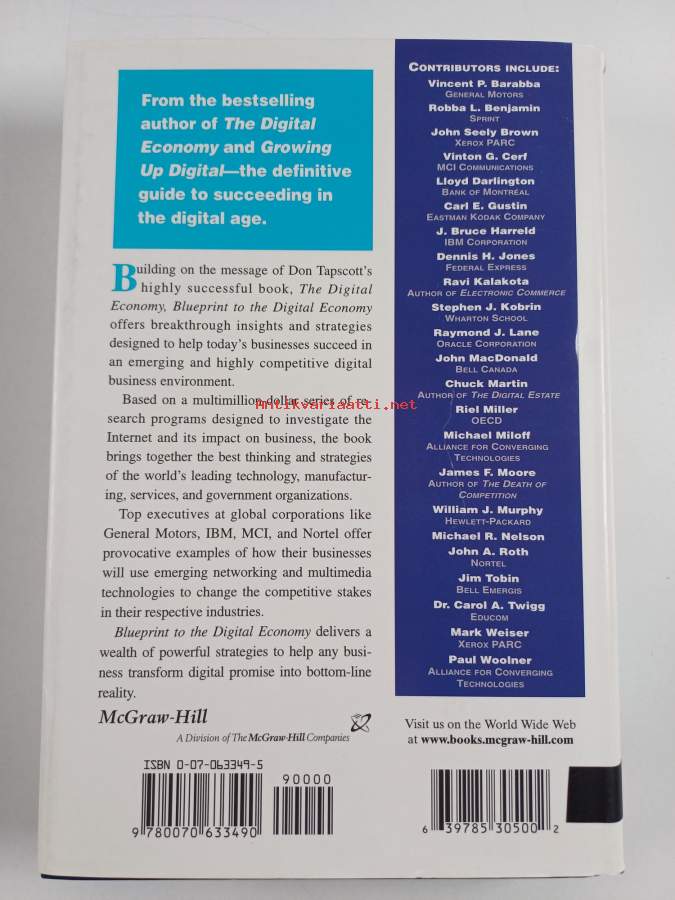 From the bestselling
author of The Digital
Economy and Growing
Up Digital—the definitive
guide to succeeding in
the digital age.
Building on the message of Don Tapscott's
highly successful book, The Digital
Economy, Blueprint to the Digital Economy
offers breakthrough insights and strategies
designed to help today's businesses succeed in
an emerging and highly competitive digital
business environment.
Based on a multimillion-dollar series of re-
search programs designed to investigate the
Internet and its impact on business, the book
brings together the best thinking and strategies
of the world's leading technology, manufactur-
ing, services, and government organizations.
Top executives at global corporations like
General Motors, IBM, MCI, and Nortel offer
provocative examples of how their businesses
will use emerging networking and multimedia
technologies to change the competitive stakes
in their respective industries.
Blueprint to the Digital Economy delivers a
wealth of powerful strategies to help any busi-
ness transform digital promise into bottom-line
reality.
McGraw-Hill
A Division of The McGraw-Hill Companies
ISBN 0-07-063349-5
90000
9 780070 633490
CONTRIBUTORS INCLUDE:
Vincent P. Barabba
GENERAL MOTORS
Robba L. Benjamin
SPRINT
John Seely Brown
XEROX PARC
Vinton G. Cerf
MCI COMMUNICATIONS
Lloyd Darlington
BANK OF MONTRÉAL
Carl E. Gustin
EASTMAN KODAK COMPANY
J. Bruce Harreld
IBM CORPORATION
Dennis H. Jones
FEDERAL EXPRESS
Ravi Kalakota
AUTHOR OF ELECTRONIC COMMERCE
Stephen J. Kobrin
WHARTON SCHOOL
Raymond J. Lane
ORACLE CORPORATION
John MacDonald
BELL CANADA
Chuck Martin
AUTHOR OF THE DIGITAL ESTATE
Riel Miller
OECD
Michael Miloff
ALLIANCE FOR CONVERGING
TECHNOLOGIES
James F. Moore
AUTHOR OF THE DEATH OF
COMPETITION
William J. Murphy
HEWLETT-PACKARD
Michael R. Nelson
John A. Roth
NORTEL
Jim Tobin
BELL EMERGIS
Dr. Carol A. Twigg
EDUCOM
Mark Weiser
XEROX PARC
Paul Woolner
ALLIANCE FOR CONVERGING
TECHNOLOGIES
Visit us on the World Wide Web
at www.books.mcgraw-hill.com
6 39785 30500 2
Antikvariaatti.net